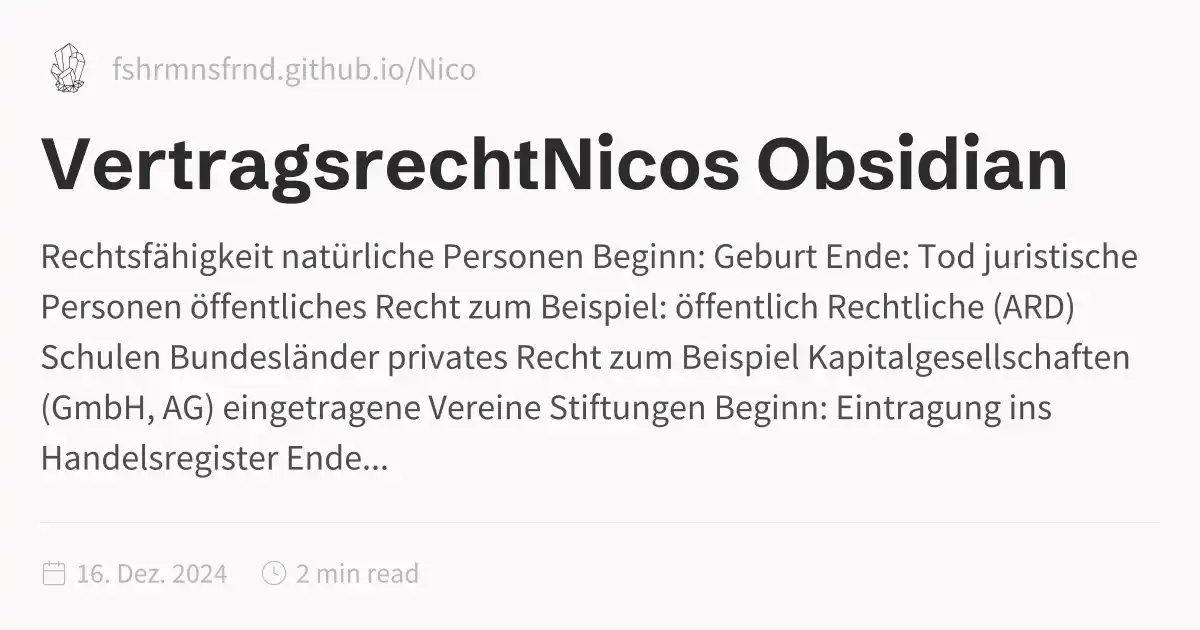 fshrmnsfrnd.github.io/Nico
VertragsrechtNicos Obsidian
Rechtsfähigkeit natürliche Personen Beginn: Geburt Ende: Tod juristische
Personen öffentliches Recht zum Beispiel: öffentlich Rechtliche (ARD)
Schulen Bundesländer privates Recht zum Beispiel Kapitalgesellschaften
(GmbH, AG) eingetragene Vereine Stiftungen Beginn: Eintragung ins
Handelsregister Ende...
16. Dez. 2024 2 min read